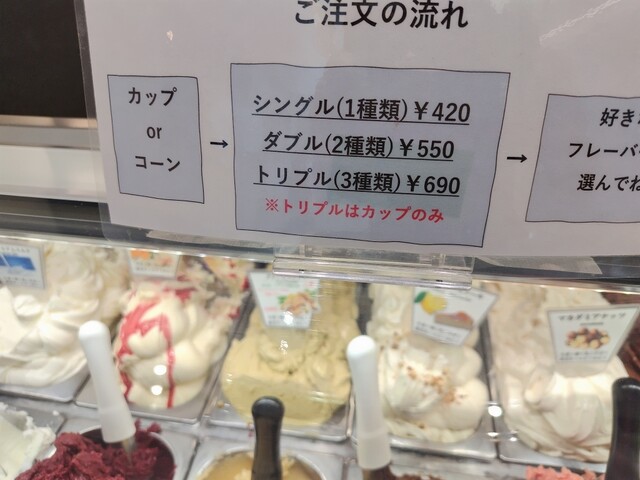 ご注文の流れ
カップ
or
コーン
→
シングル(1種類)￥420
ダブル(2種類)￥550
トリプル(3種類)￥690
※トリプルはカップのみ
→
好き
フレーバー
選んでね
マカダミアナッツ